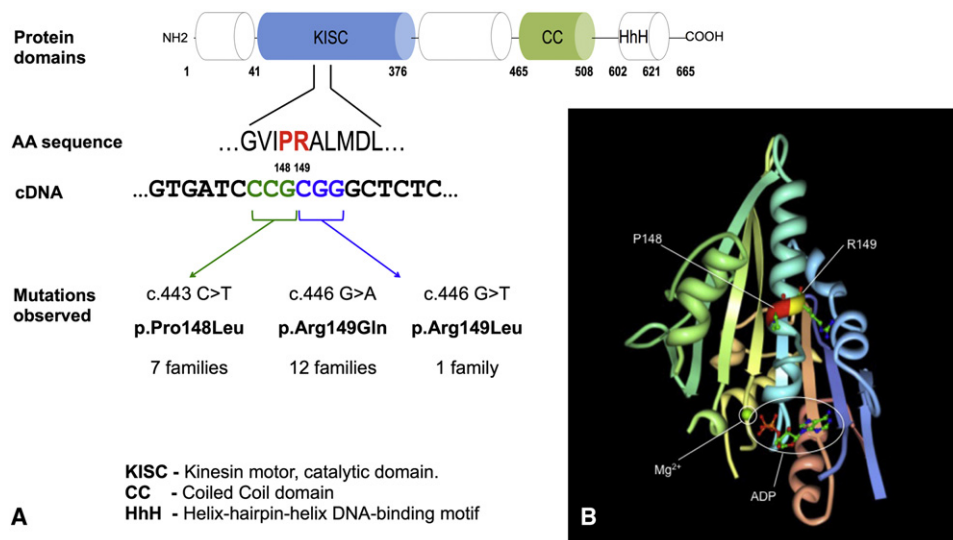 Protein domains
NH2 KISC CC HhH COOH
1 41 376 465 508 602 621 665
AA sequence
...GVIPRALMDL...
148 149
cDNA
...GTGATCCCCGCGGGCTCTC...
Mutations observed
c.443 C>T c.446 G>A c.446 G>T
p.Pro148Leu p.Arg149Gln p.Arg149Leu
7 families 12 families 1 family
KISC - Kinesin motor, catalytic domain.
CC - Coiled Coil domain
HhH - Helix-hairpin-helix DNA-binding motif
A
P148
R149
Mg²⁺
ADP
B